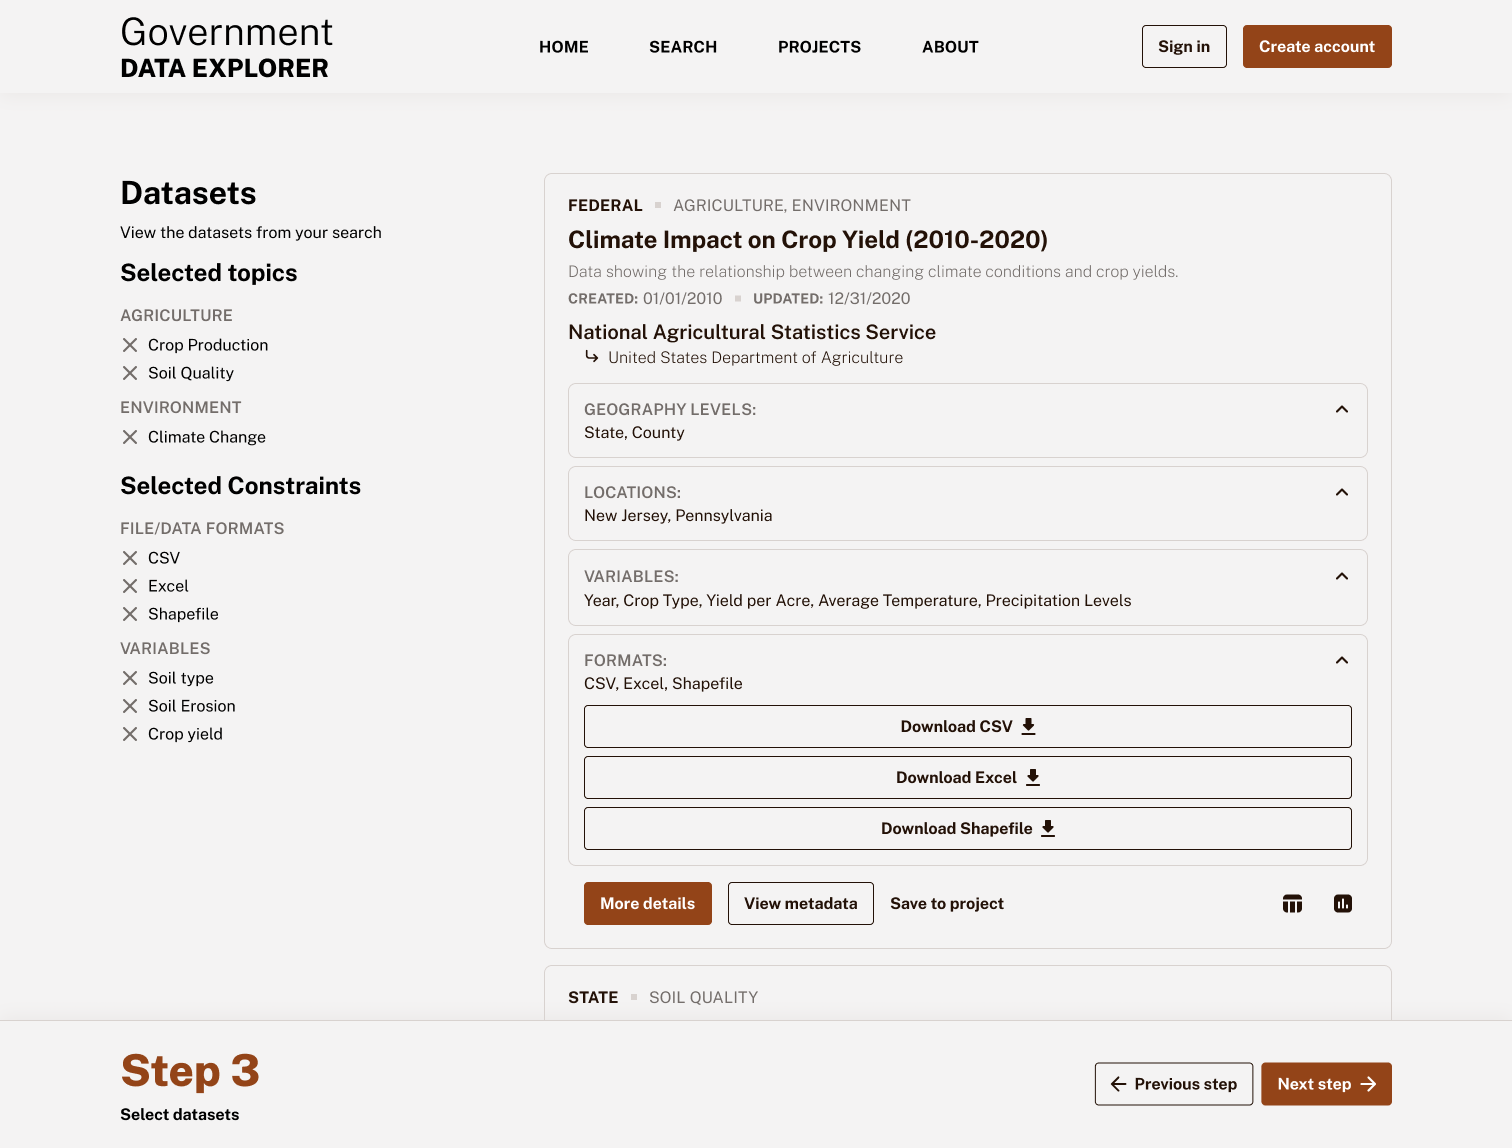 Government
DATA EXPLORER
HOME
SEARCH
PROJECTS
ABOUT
Sign in
Create account
Datasets
View the datasets from your search
Selected topics
AGRICULTURE
Crop Production
Soil Quality
ENVIRONMENT
Climate Change
Selected Constraints
FILE/DATA FORMATS
CSV
Excel
Shapefile
VARIABLES
Soil type
Soil Erosion
Crop yield
FEDERAL AGRICULTURE, ENVIRONMENT
Climate Impact on Crop Yield (2010-2020)
Data showing the relationship between changing climate conditions and crop yields.
CREATED: 01/01/2010 UPDATED: 12/31/2020
National Agricultural Statistics Service
United States Department of Agriculture
GEOGRAPHY LEVELS:
State, County
LOCATIONS:
New Jersey, Pennsylvania
VARIABLES:
Year, Crop Type, Yield per Acre, Average Temperature, Precipitation Levels
FORMATS:
CSV, Excel, Shapefile
Download CSV
Download Excel
Download Shapefile
More details
View metadata
Save to project
STATE SOIL QUALITY
Step 3
Select datasets
Previous step
Next step